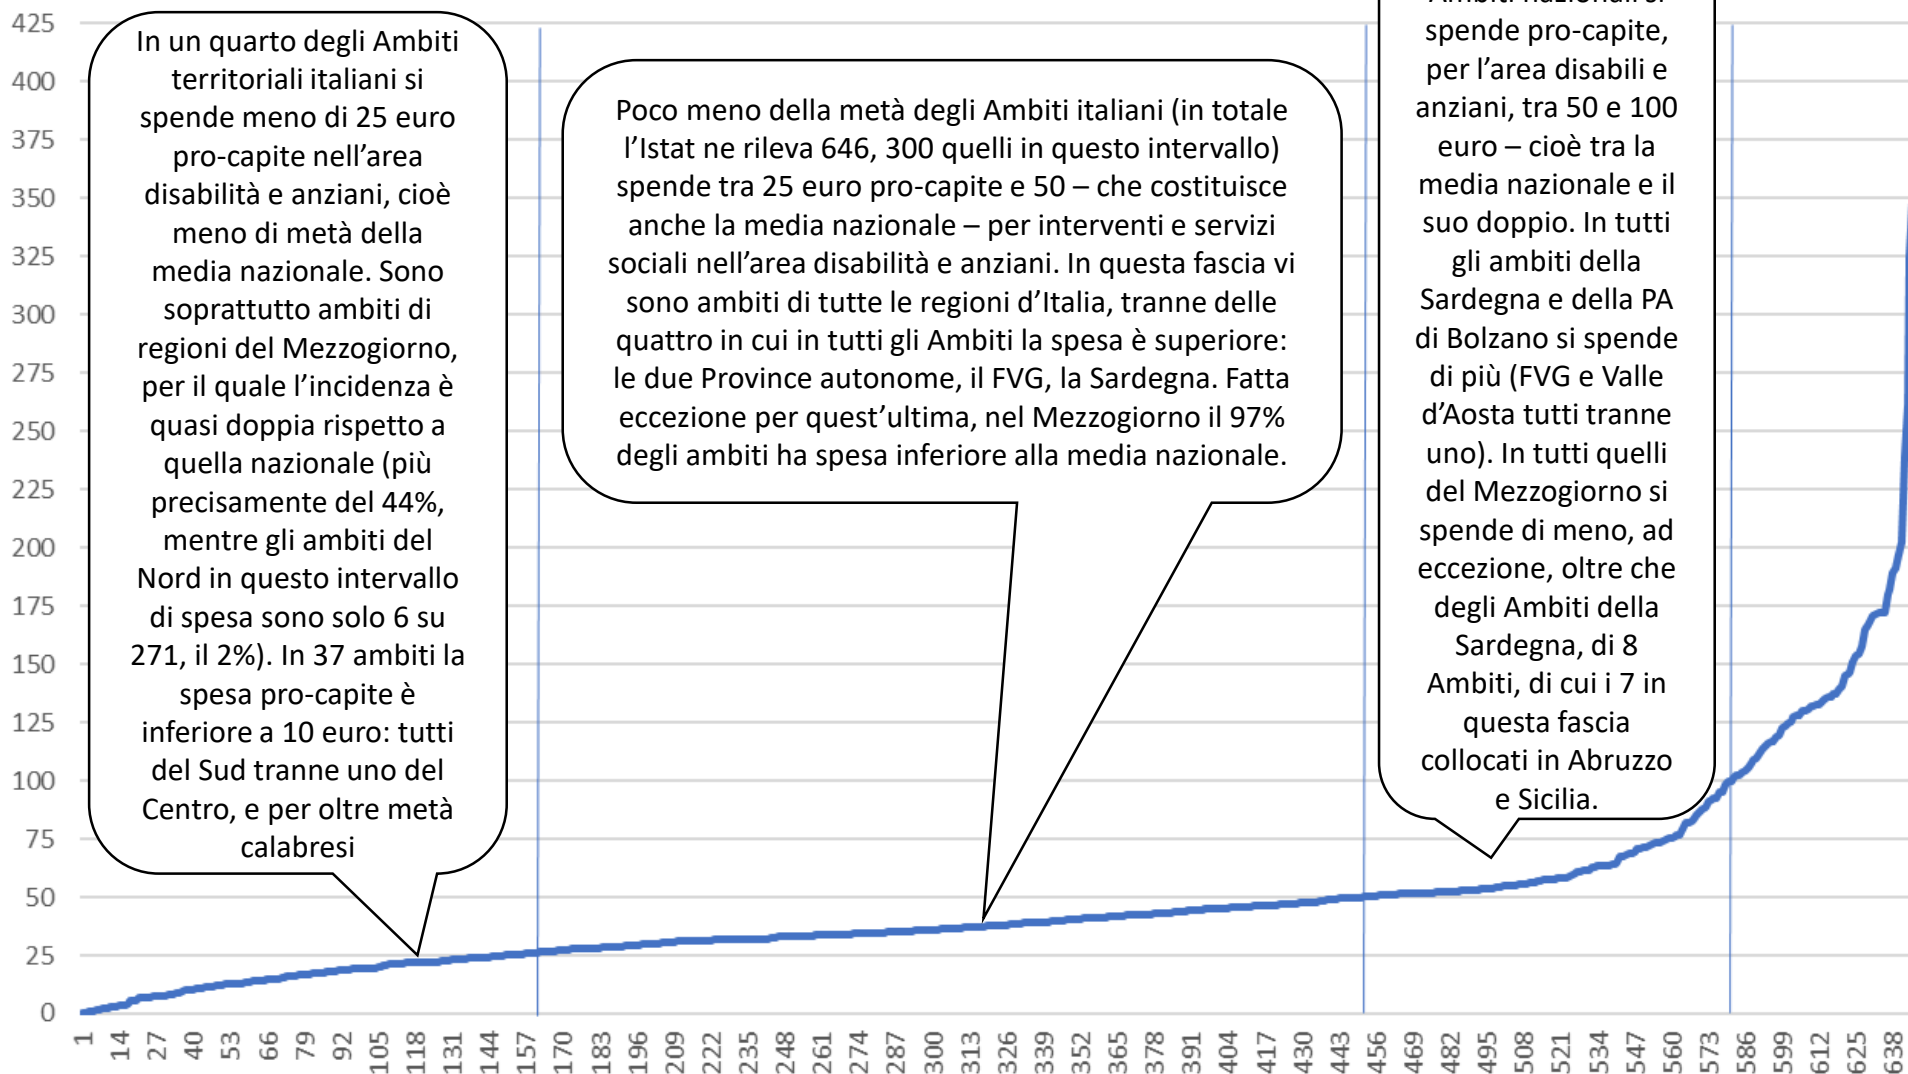 425
400
375
350
325
300
275
250
225
200
175
150
125
100
75
50
25
0
In un quarto degli Ambiti
territoriali italiani si
spende meno di 25 euro
pro-capite nell'area
disabilità e anziani, cioè
meno di metà della
media nazionale. Sono
soprattutto ambiti di
regioni del Mezzogiorno,
per il quale l'incidenza è
quasi doppia rispetto a
quella nazionale (più
precisamente del 44%,
mentre gli ambiti del
Nord in questo intervallo
di spesa sono solo 6 su
271, il 2%). In 37 ambiti la
spesa pro-capite è
inferiore a 10 euro: tutti
del Sud tranne uno del
Centro, e per oltre metà
calabresi
Poco meno della metà degli Ambiti italiani (in totale
l'Istat ne rileva 646, 300 quelli in questo intervallo)
spende tra 25 euro pro-capite e 50 – che costituisce
anche la media nazionale – per interventi e servizi
sociali nell'area disabilità e anziani. In questa fascia vi
sono ambiti di tutte le regioni d'Italia, tranne delle
quattro in cui in tutti gli Ambiti la spesa è superiore:
le due Province autonome, il FVG, la Sardegna. Fatta
eccezione per quest'ultima, nel Mezzogiorno il 97%
degli ambiti ha spesa inferiore alla media nazionale.
Ambiti nazionali si
spende pro-capite,
per l'area disabili e
anziani, tra 50 e 100
euro – cioè tra la
media nazionale e il
suo doppio. In tutti
gli ambiti della
Sardegna e della PA
di Bolzano si spende
di più (FVG e Valle
d'Aosta tutti tranne
uno). In tutti quelli
del Mezzogiorno si
spende di meno, ad
eccezione, oltre che
degli Ambiti della
Sardegna, di 8
Ambiti, di cui i 7 in
questa fascia
collocati in Abruzzo
e Sicilia.
1 14 27 40 53 66 79 92 105 118 131 144 157 170 183 196 209 222 235 248 261 274 287 300 313 326 339 352 365 378 391 404 417 430 443 456 469 482 495 508 521 534 547 560 573 586 599 612 625 638